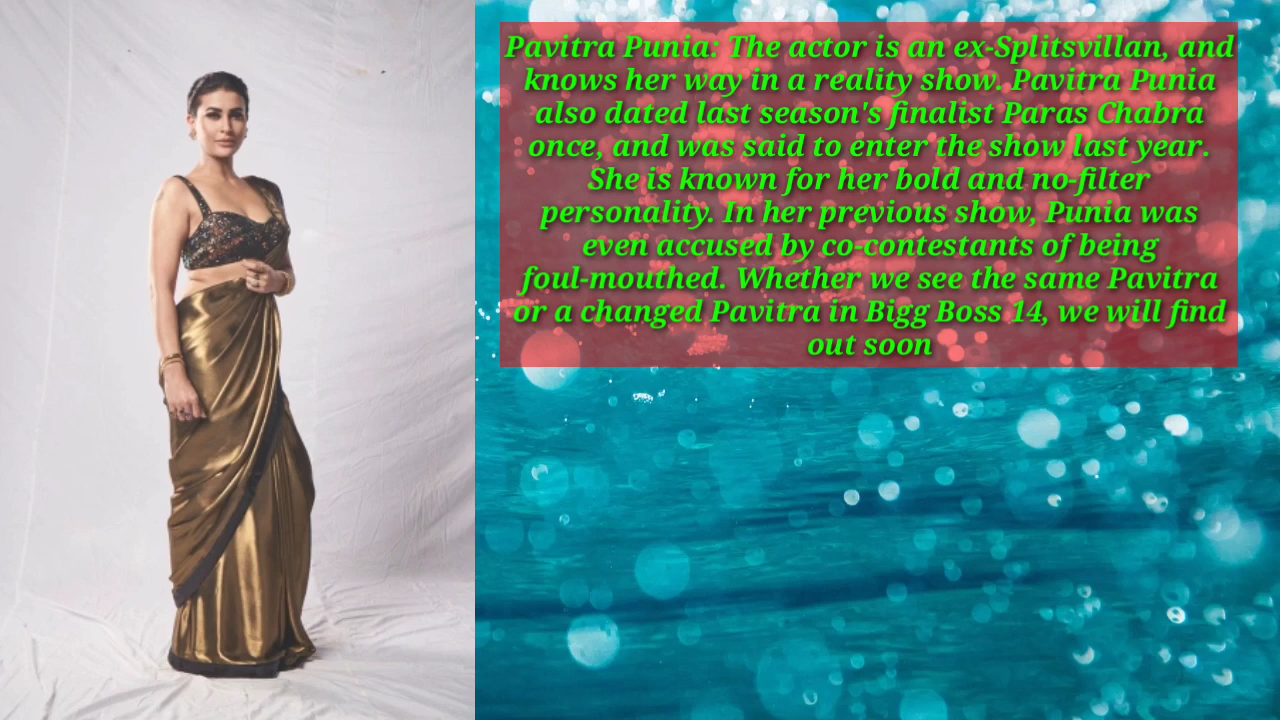 Pavitra Punia: The actor is an ex-Splitsvillan, and
knows her way in a reality show. Pavitra Punia
also dated last season's finalist Paras Chabra
once, and was said to enter the show last year.
She is known for her bold and no-filter
personality. In her previous show, Punia was
even accused by co-contestants of being
foul-mouthed. Whether we see the same Pavitra
or a changed Pavitra in Bigg Boss 14, we will find
out soon